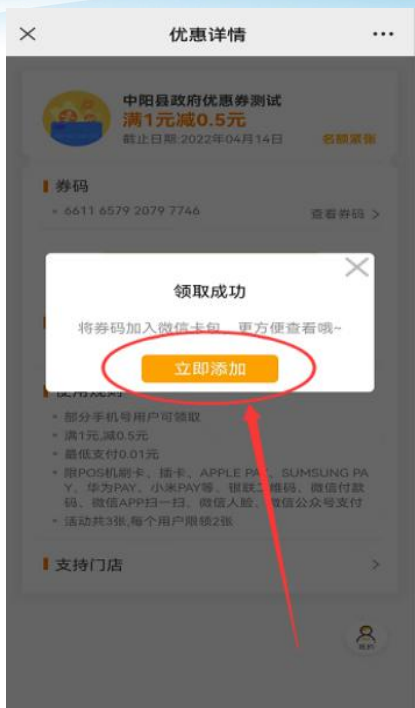 优惠详情
中阳县政府优惠券测试
满1元减0.5元
截止日期:2022年04月14日
名额紧张
券码
6611 6579 2079 7746
查看券码 >
领取成功
将券码加入微信卡包，更方便查看哦~
立即添加
使用规则
部分手机号用户可领取
满1元,减0.5元
最低支付0.01元
限POS机刷卡、插卡、APPLE PAY、SUMSUNG PA
Y、华为PAY、小米PAY等、银联二维码、微信付款
码、微信APP扫一扫、微信人脸、微信公众号支付
活动共3张,每个用户限领2张
支持门店
我的